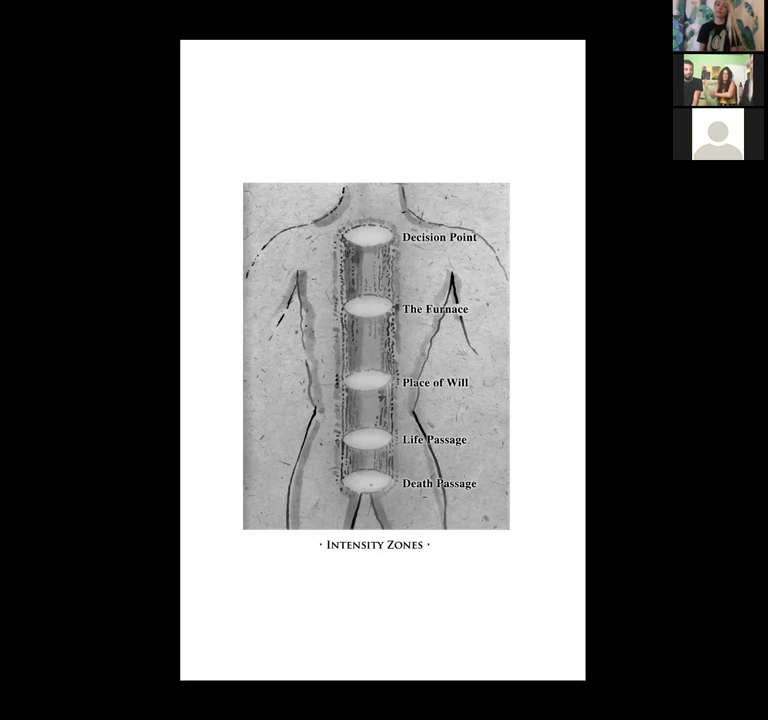 Decision Point
The Furnace
Place of Will
Life Passage
Death Passage
· Intensity Zones ·